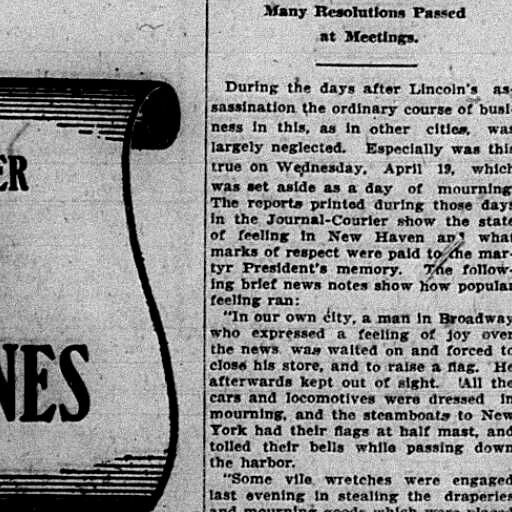 ER
NES
Many Resolutions Passed
at Meetings.
During the days after Lincoln's as-
sassination the ordinary course of busi-
ness in this, as in other cities, was
largely neglected. Especially was this
true on Wednesday, April 19, which
was set aside as a day of mourning
The reports printed during those days
in the Journal-Courier show the state
of feeling in New Haven an' what
marks of respect were paid to the mar-
tyr President's memory. The follow-
ing brief news notes show how popular
feeling ran:
"In our own city, a man in Broadway
who expressed a feeling of joy over
the news was waited on and forced to
close his store, and to raise a flag. He
afterwards kept out of sight. 'All the
cars and locomotives were dressed in
mourning, and the steamboats to New
York had their flags at half mast, and
tolled their bells while passing down
the harbor.
"Some vile wretches were engaged
last evening in stealing the draperies
and mourning goods which were placed